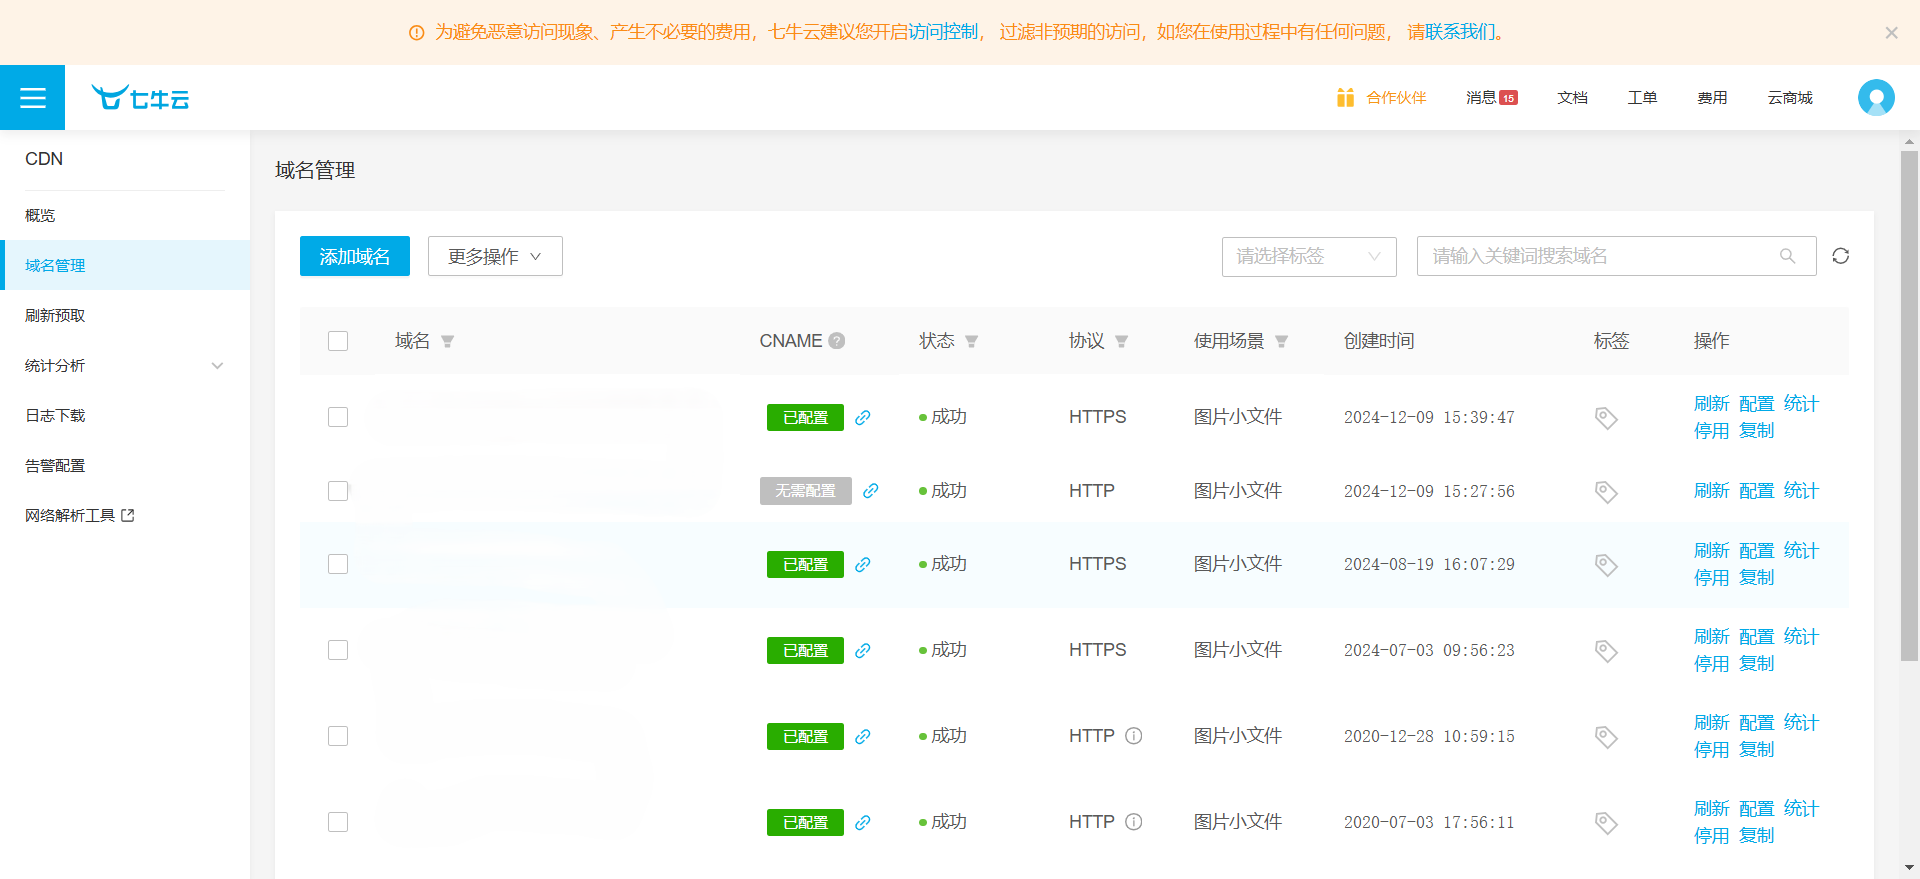 为避免恶意访问现象、产生不必要的费用，七牛云建议您开启访问控制， 过滤非预期的访问，如您在使用过程中有任何问题， 请联系我们。
七牛云
合作伙伴 消息 15 文档 工单 费用 云商城
CDN
概览
域名管理
刷新预取
统计分析
日志下载
告警配置
网络解析工具
域名管理
添加域名 更多操作 请选择标签 请输入关键词搜索域名
域名 CNAME ? 状态 协议 使用场景 创建时间 标签 操作
已配置 成功 HTTPS 图片小文件 2024-12-09 15:39:47 刷新 配置 统计
停用 复制
无需配置 成功 HTTP 图片小文件 2024-12-09 15:27:56 刷新 配置 统计
已配置 成功 HTTPS 图片小文件 2024-08-19 16:07:29 刷新 配置 统计
停用 复制
已配置 成功 HTTPS 图片小文件 2024-07-03 09:56:23 刷新 配置 统计
停用 复制
已配置 成功 HTTP 图片小文件 2020-12-28 10:59:15 刷新 配置 统计
停用 复制
已配置 成功 HTTP 图片小文件 2020-07-03 17:56:11 刷新 配置 统计
停用 复制